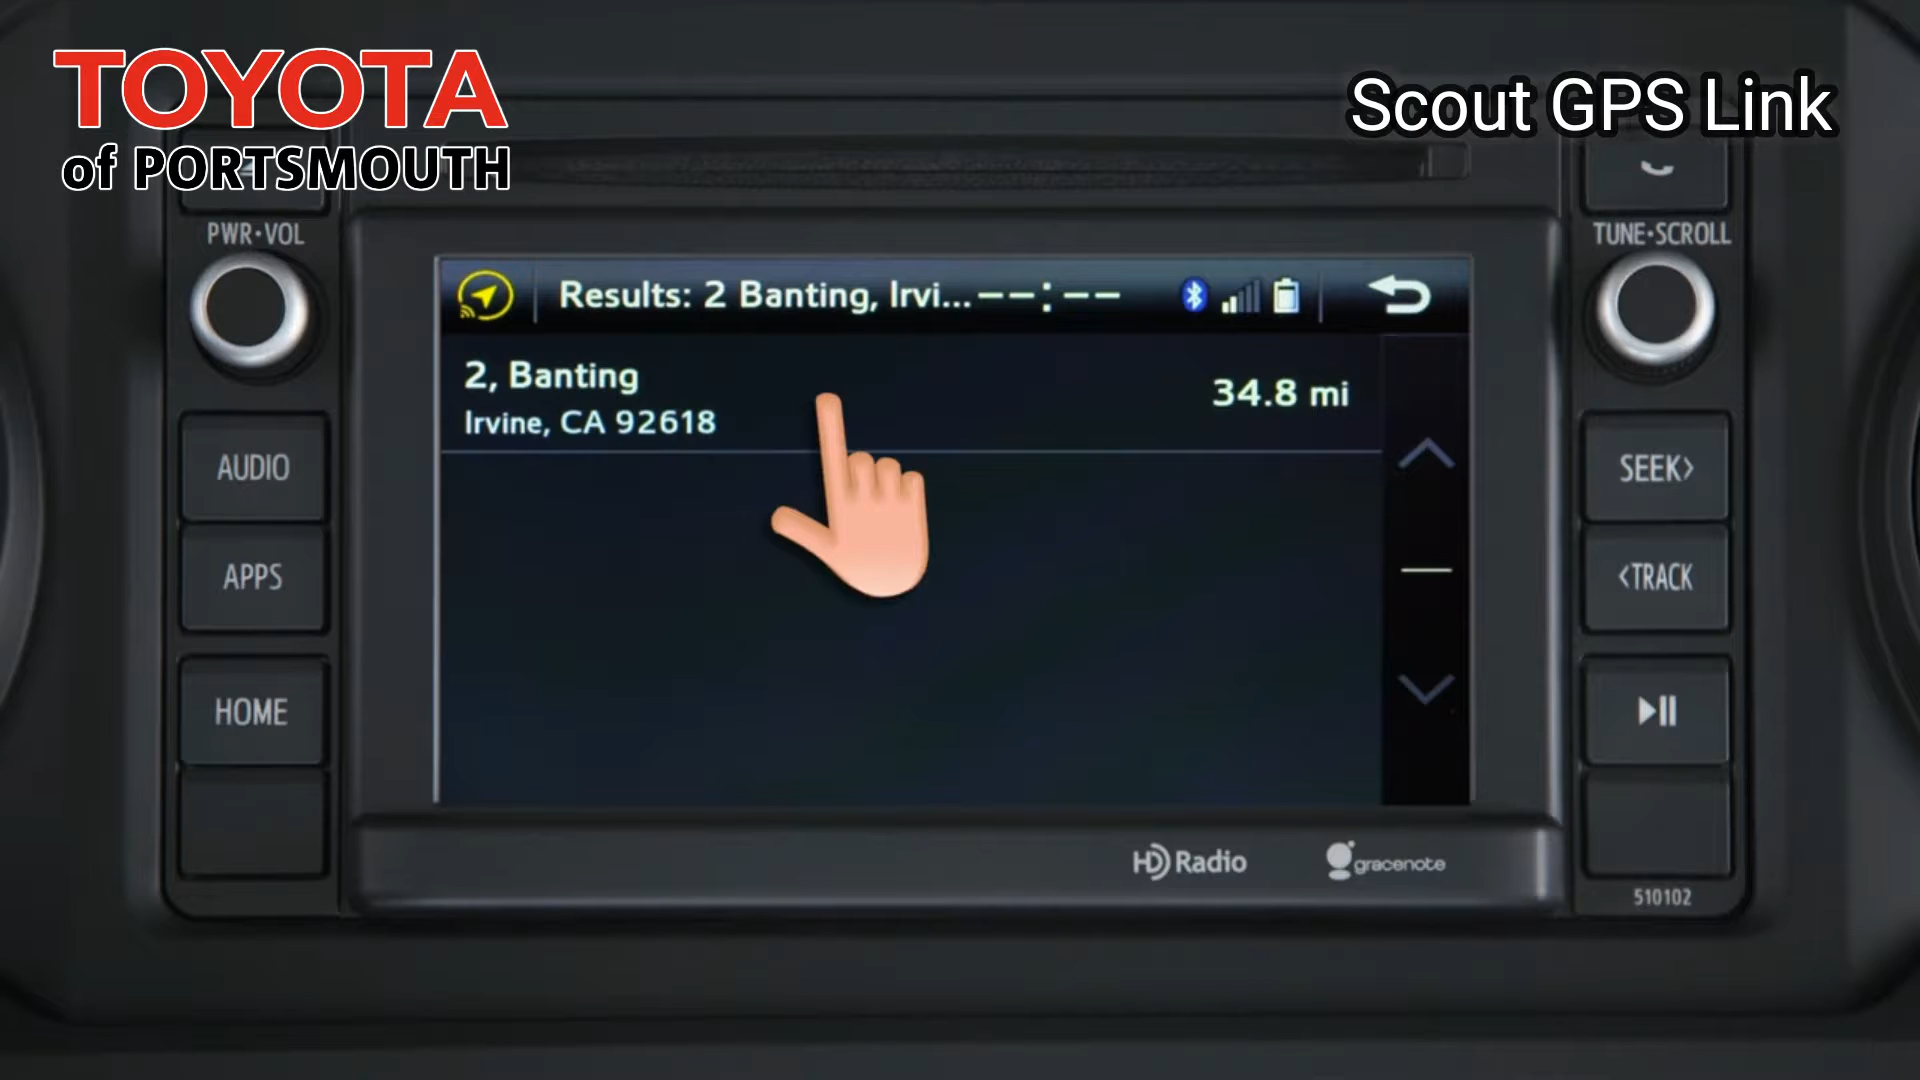 TOYOTA
of PORTSMOUTH
Scout GPS Link
PWR•VOL
TUNE•SCROLL
Results: 2 Banting, Irvi...--:--
2, Banting
Irvine, CA 92618
34.8 mi
AUDIO
APPS
HOME
SEEK>
<TRACK
HD Radio
gracenote
510102